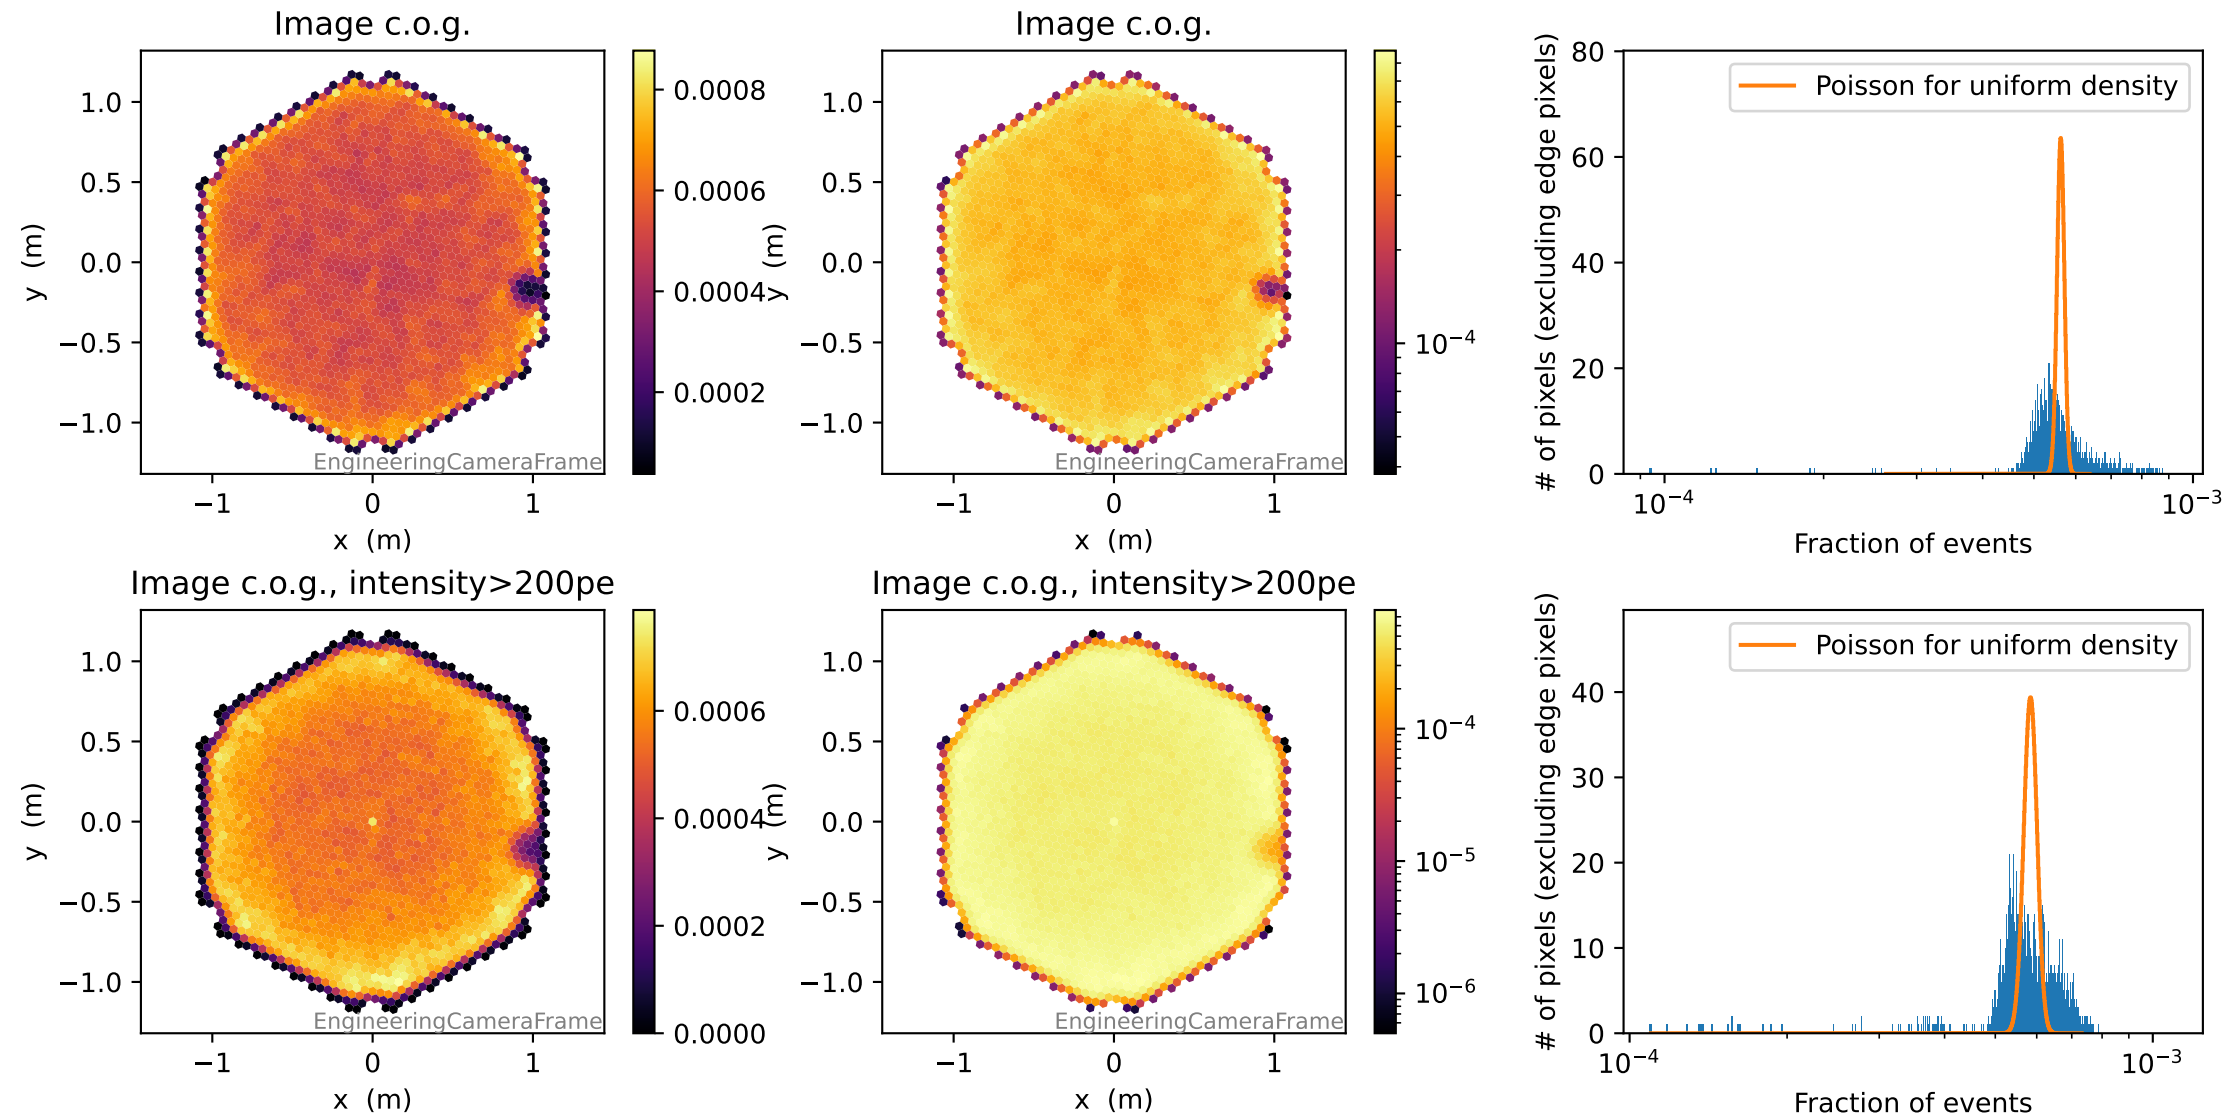 Image c.o.g.
1.0
0.5
0.0
−0.5
−1.0
y (m)
−1
0
1
x (m)
EngineeringCameraFrame
0.0008
0.0006
0.0004
0.0002
Image c.o.g.
1.0
0.5
0.0
−0.5
−1.0
y (m)
−1
0
1
x (m)
EngineeringCameraFrame
10⁻⁴
80
60
40
20
0
# of pixels (excluding edge pixels)
Poisson for uniform density
10⁻⁴
10⁻³
Fraction of events
Image c.o.g., intensity>200pe
1.0
0.5
0.0
−0.5
−1.0
y (m)
−1
0
1
x (m)
EngineeringCameraFrame
0.0006
0.0004
0.0002
0.0000
Image c.o.g., intensity>200pe
1.0
0.5
0.0
−0.5
−1.0
y (m)
−1
0
1
x (m)
EngineeringCameraFrame
10⁻⁴
10⁻⁵
10⁻⁶
40
30
20
10
0
# of pixels (excluding edge pixels)
Poisson for uniform density
10⁻⁴
10⁻³
Fraction of events